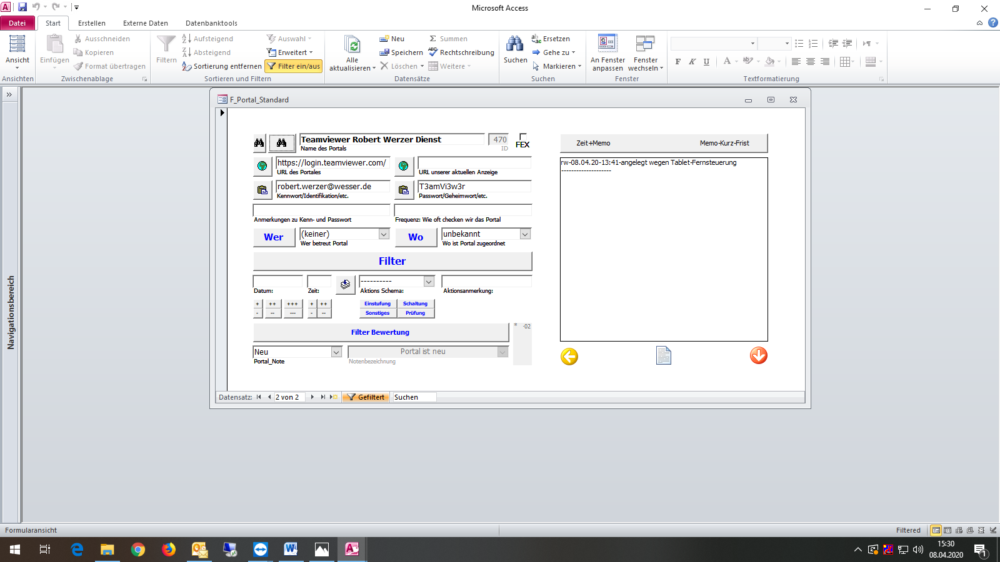 Microsoft Access
Datei Start Erstellen Externe Daten Datenbanktools
Ansicht
Ansichten
Einfügen
Ausschneiden
Kopieren
Format übertragen
Zwischenablage
Filtern
Aufsteigend
Absteigend
Sortierung entfernen
Auswahl
Erweitert
Filter ein/aus
Sortieren und Filtern
Alle
aktualisieren
Neu
Speichern
Löschen
Summen
Rechtschreibung
Weitere
Datensätze
Suchen
Ersetzen
Gehe zu
Markieren
Suchen
An Fenster
anpassen
Fenster
wechseln
Fenster
F K U
Textformatierung
Navigationsbereich
F_Portal_Standard
Teamviewer Robert Werzer Dienst
Name des Portals
470
ID
FEX
https://login.teamviewer.com/
URL des Portales
URL unserer aktuellen Anzeige
robert.werzer@wesser.de
Kennwort/Identifikation/etc.
T3amVi3w3r
Passwort/Geheimwort/etc.
Anmerkungen zu Kenn- und Passwort
Frequenz: Wie oft checken wir das Portal
Wer
(keiner)
Wer betreut Portal
Wo
unbekannt
Wo ist Portal zugeordnet
Filter
Datum:
Zeit:
----------
Aktions Schema:
Aktionsanmerkung:
+ ++ +++ + ++
- -- --- - --
Einstufung Schaltung
Sonstiges Prüfung
Filter Bewertung
* -02
Neu
Portal_Note
Portal ist neu
Notenbezeichnung
Zeit+Memo Memo-Kurz-Frist
rw-08.04.20-13:41-angelegt wegen Tablet-Fernsteuerung
--------------------
Datensatz: 2 von 2 Gefiltert Suchen
Formularansicht
Filtered
15:30
08.04.2020
1